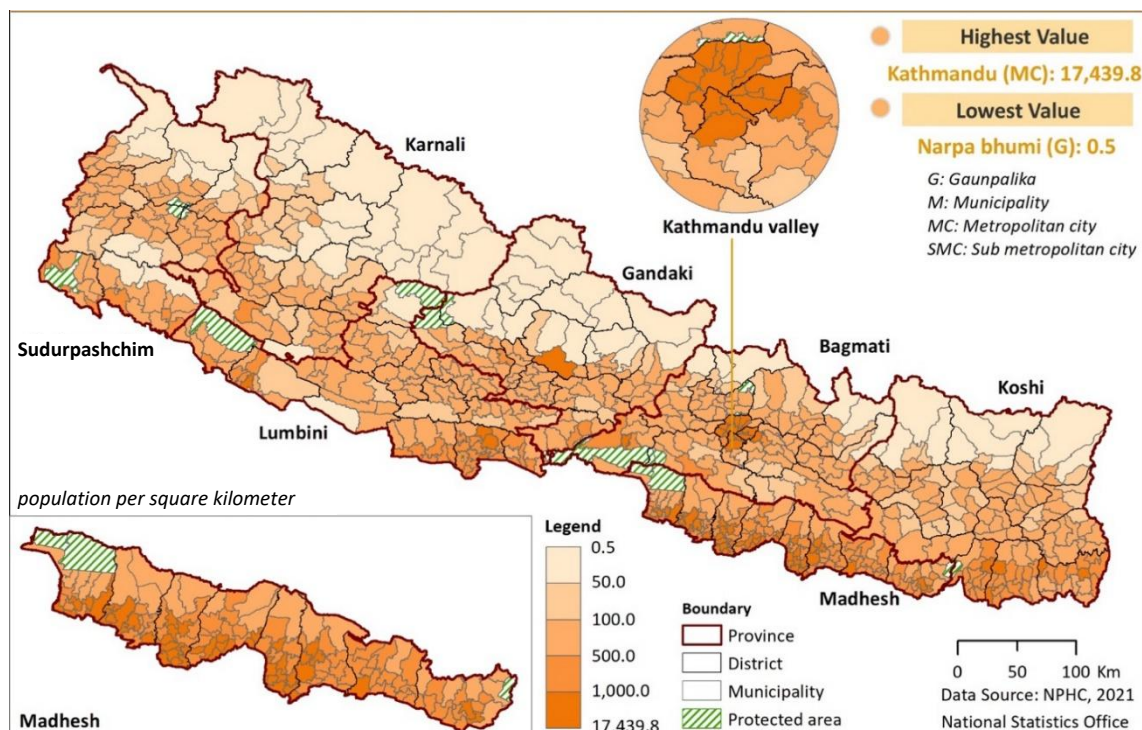 Highest Value
Kathmandu (MC): 17,439.8
Lowest Value
Narpa bhumi (G): 0.5
G: Gaunpalika
M: Municipality
MC: Metropolitan city
SMC: Sub metropolitan city
Karnali
Kathmandu valley
Gandaki
Sudurpashchim
Bagmati
Koshi
Lumbini
population per square kilometer
Madhesh
Legend
0.5
50.0
100.0
500.0
1,000.0
17,439.8
Boundary
Province
District
Municipality
Protected area
0 50 100 Km
Data Source: NPHC, 2021
National Statistics Office
Madhesh